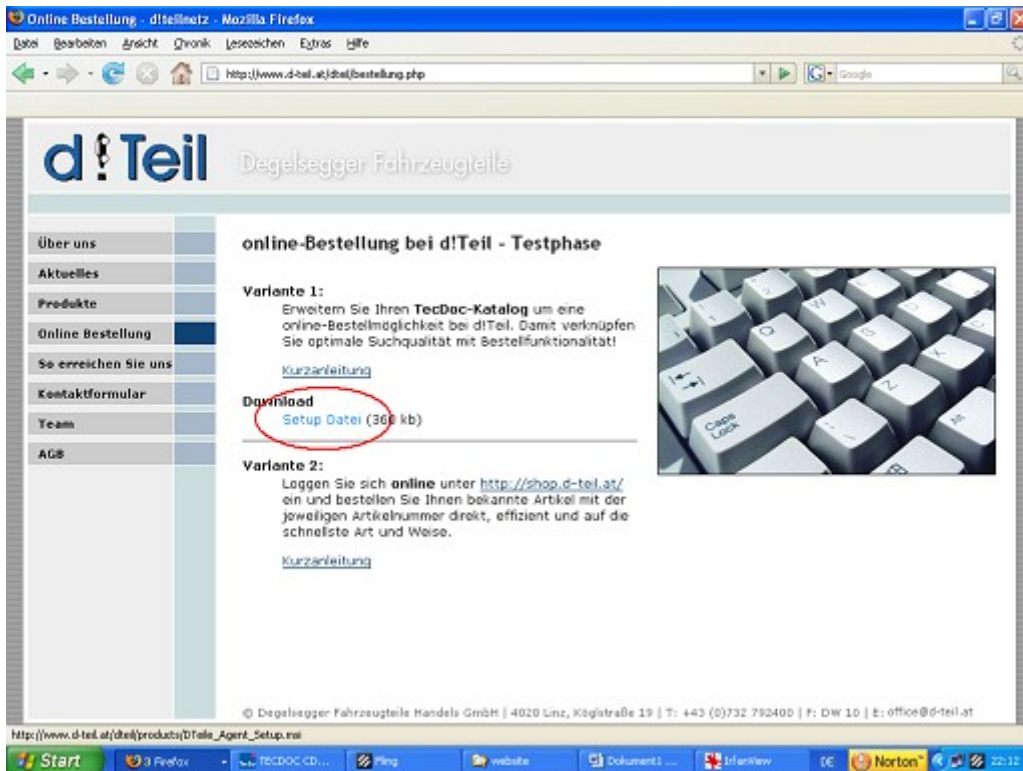 Online Bestellung - d!teilnetz - Mozilla Firefox
Datei Bearbeiten Ansicht Chronik Lesezeichen Extras Hilfe
http://www.d-teil.at/dteil/bestellung.php
Google
d!Teil Degelsegger Fahrzeugteile
Über uns
Aktuelles
Produkte
Online Bestellung
So erreichen Sie uns
Kontaktformular
Team
AGB
online-Bestellung bei d!Teil - Testphase
Variante 1:
Erweitern Sie Ihren TecDoc-Katalog um eine
online-Bestellmöglichkeit bei d!Teil. Damit verknüpfen
Sie optimale Suchqualität mit Bestellfunktionalität!
Kurzanleitung
Download
Setup Datei (360 kb)
Variante 2:
Loggen Sie sich online unter http://shop.d-teil.at/
ein und bestellen Sie Ihnen bekannte Artikel mit der
jeweiligen Artikelnummer direkt, effizient und auf die
schnellste Art und Weise.
Kurzanleitung
Caps
Lock
Q
W
A
S
Z
X
Alt
© Degelsegger Fahrzeugteile Handels GmbH | 4020 Linz, Köglstraße 19 | T: +43 (0)732 792400 | F: DW 10 | E: office@d-teil.at
http://www.d-teil.at/dteil/products/DTeile_Agent_Setup.msi
Start 3 Firefox TECDOC CD... Ping website Dokument1 ... IrfanView DE Norton 22:12